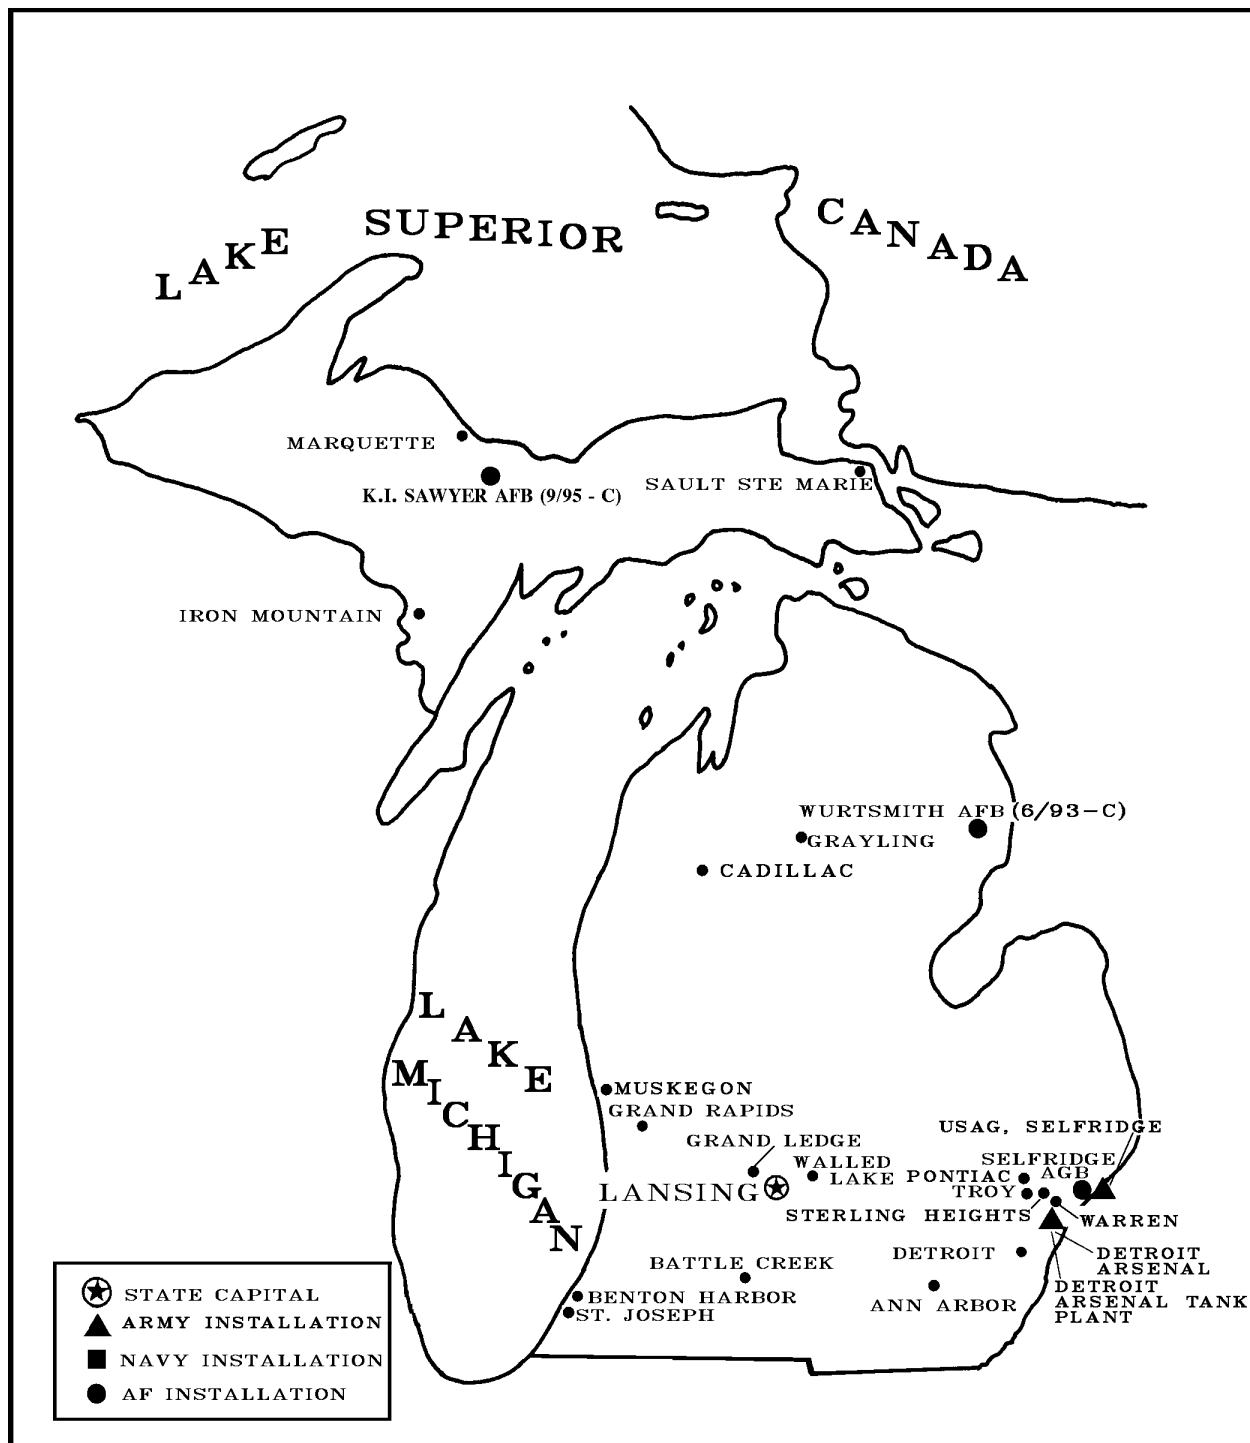 LAKE SUPERIOR
CANADA
MARQUETTE
K.I. SAWYER AFB (9/95 - C)
SAULT STE MARIE
IRON MOUNTAIN
WURTSMITH AFB (6/93-C)
GRAYLING
CADILLAC
LAKE
MICHIGAN
MUSKEGON
GRAND RAPIDS
USAG, SELFRIDGE
GRAND LEDGE
SELFRIDGE
AGB
WALLED
LAKE
PONTIAC
TROY
LANSING
STERLING HEIGHTS
WARREN
DETROIT
DETROIT
ARSENAL
BATTLE CREEK
DETROIT
ARSENAL TANK
PLANT
BENTON HARBOR
ANN ARBOR
ST. JOSEPH
STATE CAPITAL
ARMY INSTALLATION
NAVY INSTALLATION
AF INSTALLATION